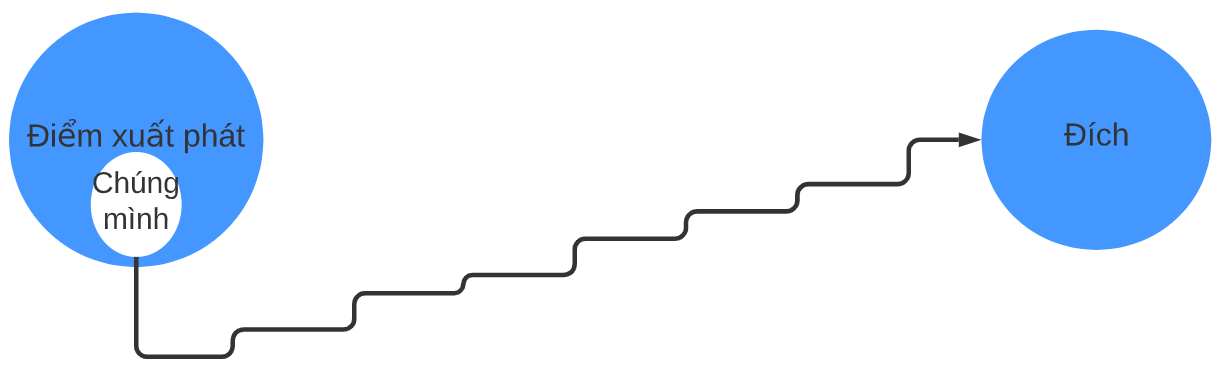 Điểm xuất phát
Chúng
mình
Đích